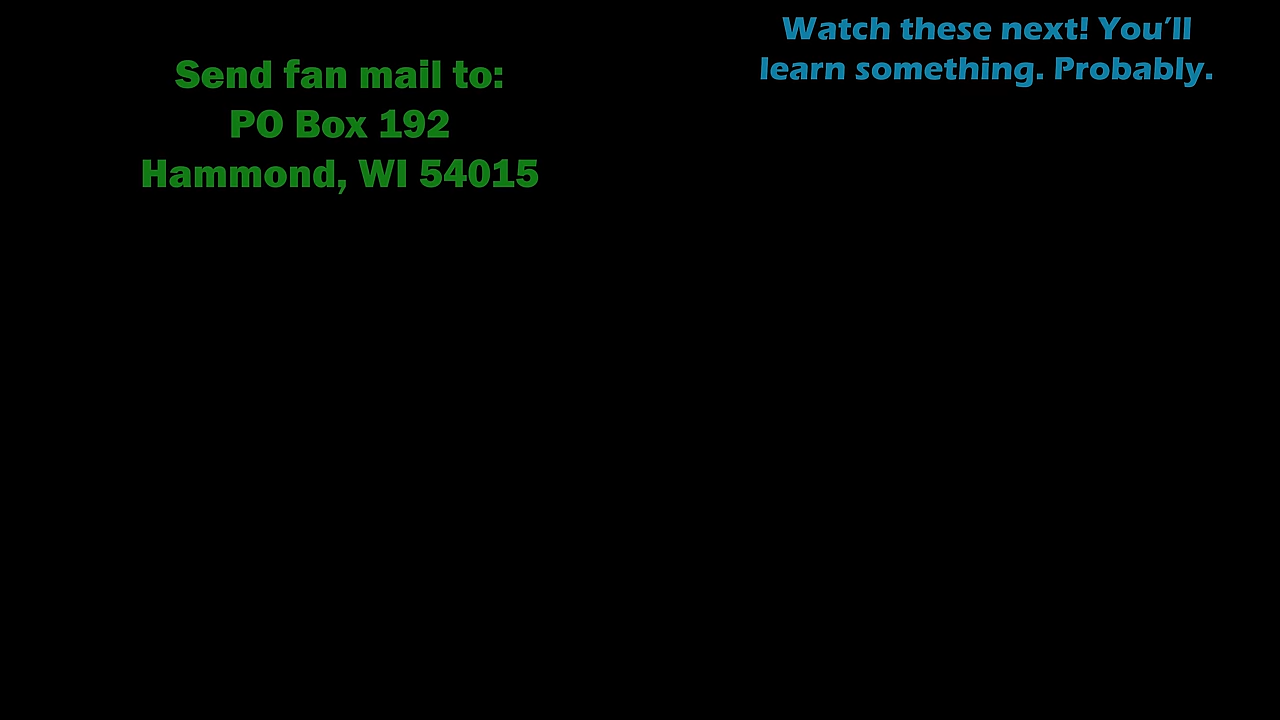 Send fan mail to:
PO Box 192
Hammond, WI 54015
Watch these next! You’ll
learn something. Probably.